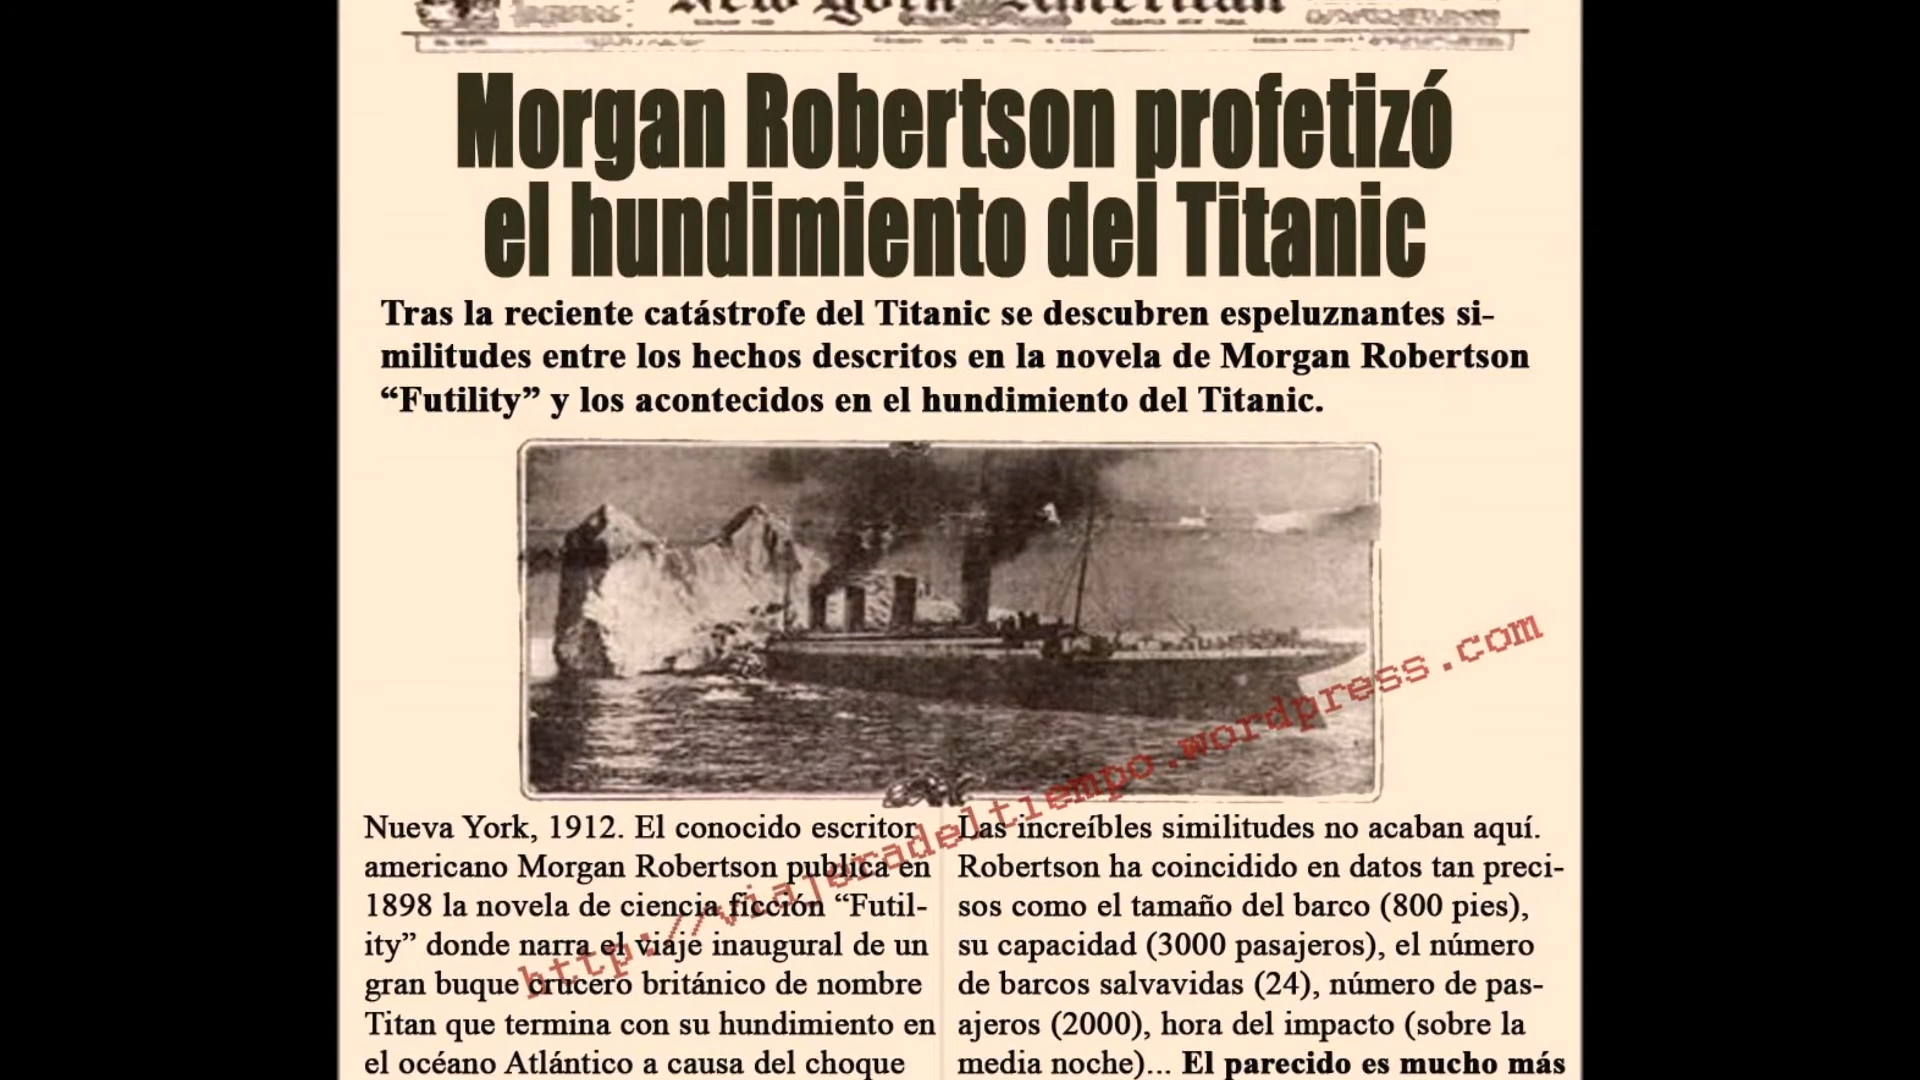 New York American
Morgan Robertson profetizó
el hundimiento del Titanic
Tras la reciente catástrofe del Titanic se descubren espeluznantes si-
militudes entre los hechos descritos en la novela de Morgan Robertson
“Futility” y los acontecidos en el hundimiento del Titanic.
Nueva York, 1912. El conocido escritor
americano Morgan Robertson publica en
1898 la novela de ciencia ficción “Futil-
ity” donde narra el viaje inaugural de un
gran buque crucero británico de nombre
Titan que termina con su hundimiento en
el océano Atlántico a causa del choque
Las increíbles similitudes no acaban aquí.
Robertson ha coincidido en datos tan preci-
sos como el tamaño del barco (800 pies),
su capacidad (3000 pasajeros), el número
de barcos salvavidas (24), número de pas-
ajeros (2000), hora del impacto (sobre la
media noche)... El parecido es mucho más
http://viajeradeltiempo.wordpress.com